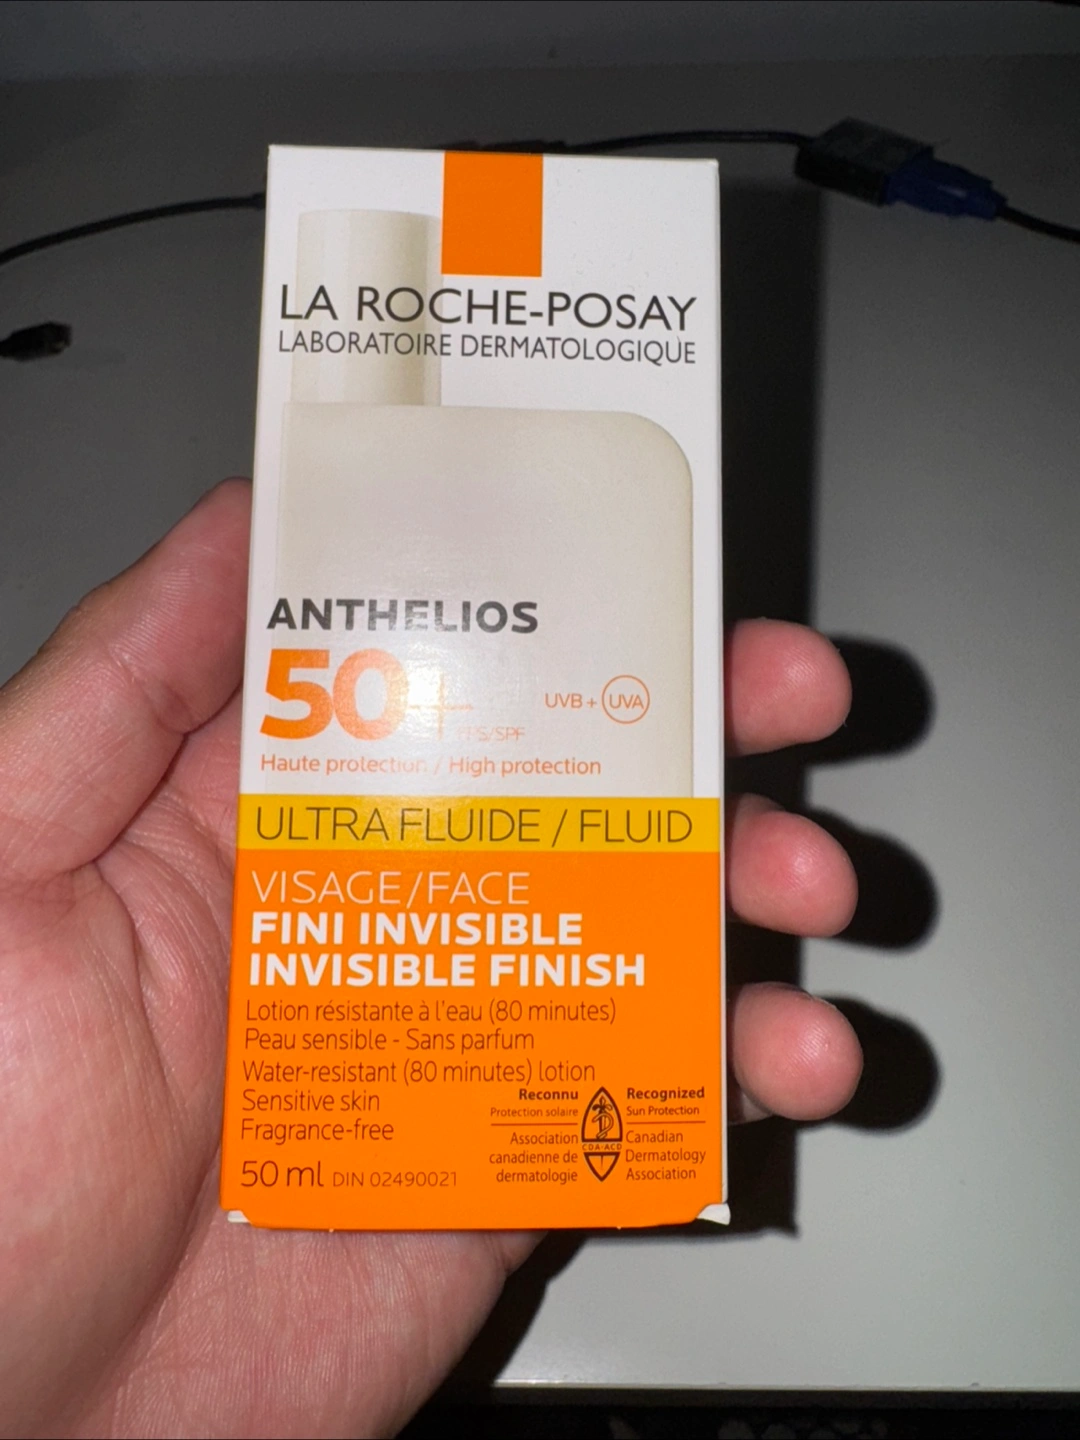 LA ROCHE-POSAY
LABORATOIRE DERMATOLOGIQUE
ANTHELIOS
50+
FPS/SPF
UVB + UVA
Haute protection / High protection
ULTRA FLUIDE / FLUID
VISAGE/FACE
FINI INVISIBLE
INVISIBLE FINISH
Lotion résistante à l'eau (80 minutes)
Peau sensible - Sans parfum
Water-resistant (80 minutes) lotion
Sensitive skin
Fragrance-free
50 ml DIN 02490021
Reconnu
Protection solaire
Association
canadienne de
dermatologie
CDA-ACD
Recognized
Sun Protection
Canadian
Dermatology
Association